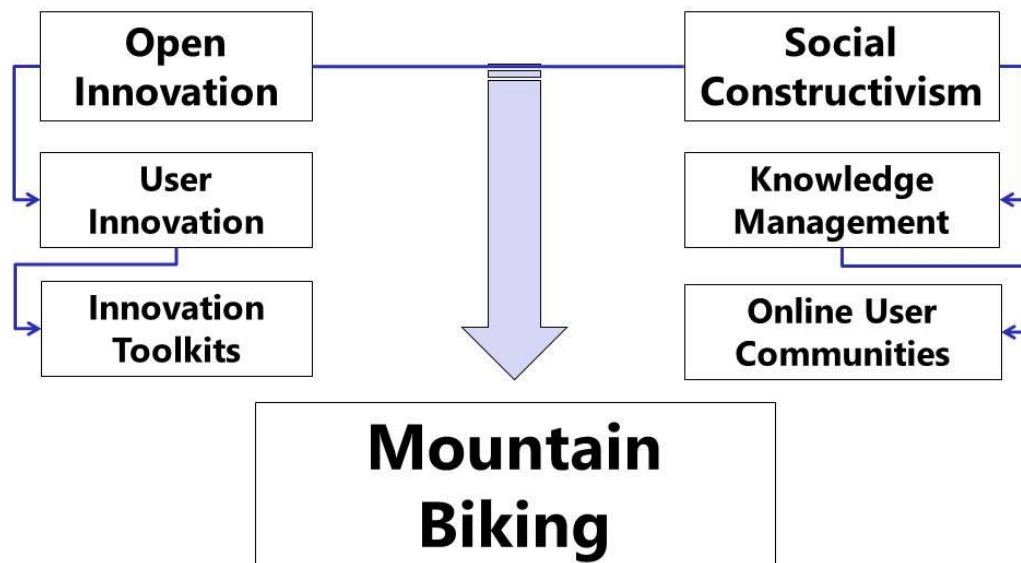 Open
Innovation
Social
Constructivism
User
Innovation
Knowledge
Management
Innovation
Toolkits
Online User
Communities
Mountain
Biking